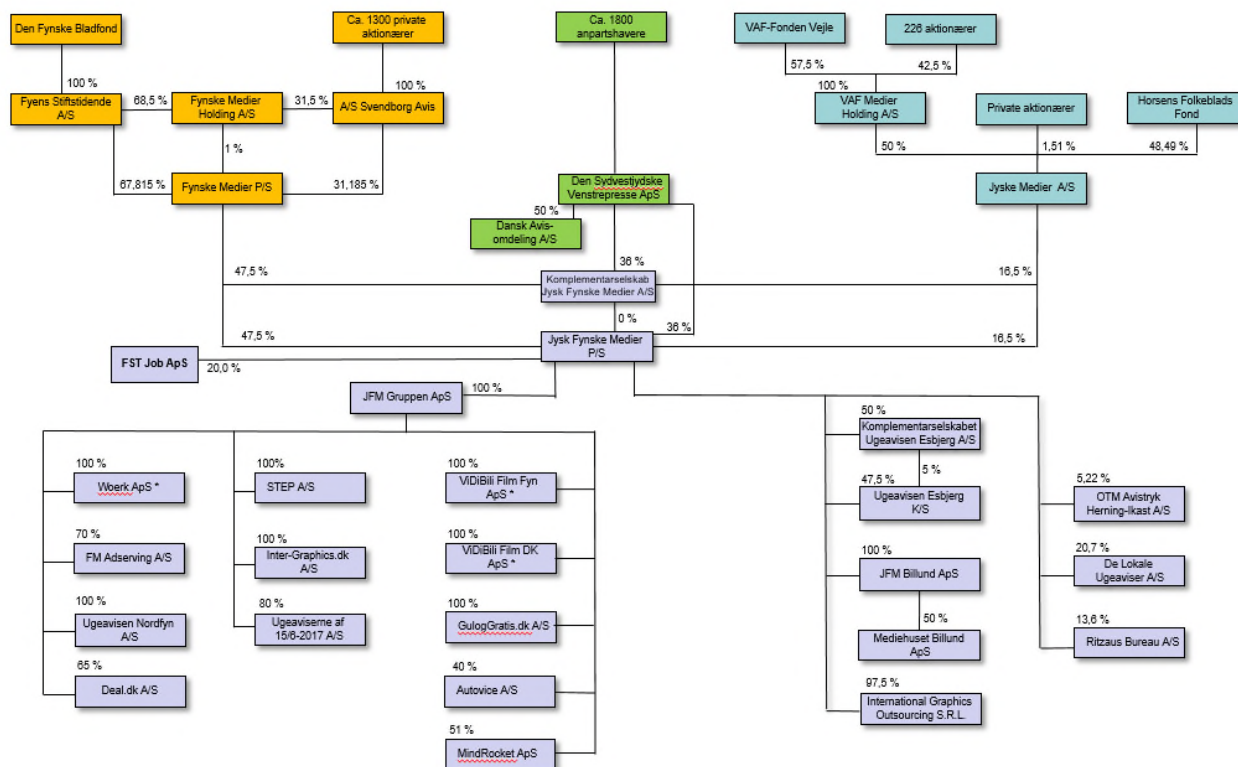 Den Fynske Bladfond
Ca. 1300 private
aktionærer
Ca. 1800
anpartshavere
VAF-Fonden Vejle
226 aktionærer
57,5 %
42,5 %
100 %
100 %
100 %
Fyens Stiftstidende
A/S
68,5 %
Fynske Medier
Holding A/S
31,5 %
A/S Svendborg Avis
VAF Medier
Holding A/S
Private aktionærer
Horsens Folkeblads
Fond
1 %
50 %
1,51 %
48,49 %
67,815 %
Fynske Medier P/S
31,185 %
Den Sydvestjydske
Venstrepresse ApS
Jyske Medier A/S
50 %
Dansk Avis-
omdeling A/S
47,5 %
36 %
16,5 %
Komplementarselskab
Jysk Fynske Medier A/S
0 %
36 %
47,5 %
16,5 %
Jysk Fynske Medier
P/S
FST Job ApS
20,0 %
JFM Gruppen ApS
100 %
100 %
Woerk ApS *
70 %
FM Adserving A/S
100 %
Ugeavisen Nordfyn
A/S
65 %
Deal.dk A/S
100%
STEP A/S
100 %
Inter-Graphics.dk
A/S
80 %
Ugeaviserne af
15/6-2017 A/S
100 %
ViDiBili Film Fyn
ApS *
100 %
ViDiBili Film DK
ApS *
100 %
GulogGratis.dk A/S
40 %
Autovice A/S
51 %
MindRocket ApS
50 %
Komplementarselskabet
Ugeavisen Esbjerg A/S
5 %
47,5 %
Ugeavisen Esbjerg
K/S
100 %
JFM Billund ApS
50 %
Mediehuset Billund
ApS
97,5 %
International Graphics
Outsourcing S.R.L.
5,22 %
OTM Avistryk
Herning-Ikast A/S
20,7 %
De Lokale
Ugeaviser A/S
13,6 %
Ritzaus Bureau A/S